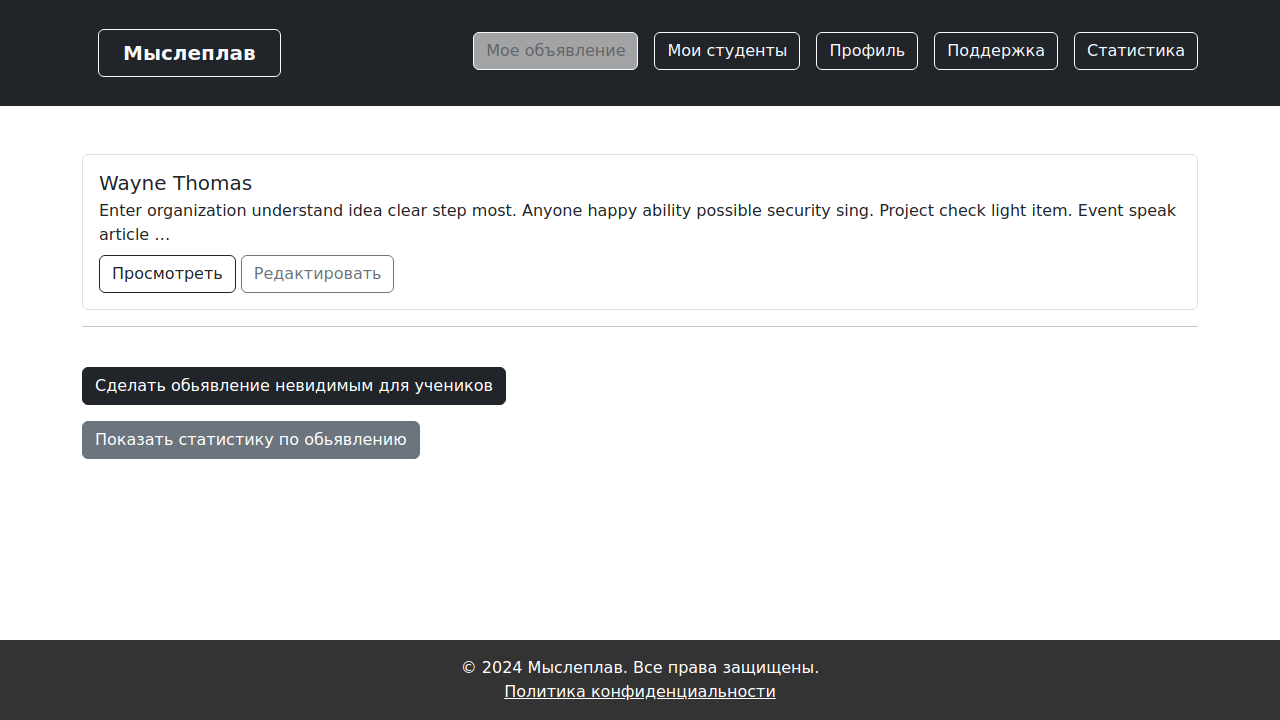 Мыслеплав
Мое объявление
Мои студенты
Профиль
Поддержка
Статистика
Wayne Thomas
Enter organization understand idea clear step most. Anyone happy ability possible security sing. Project check light item. Event speak
article …
Просмотреть
Редактировать
Сделать обьявление невидимым для учеников
Показать статистику по обьявлению
© 2024 Мыслеплав. Все права защищены.
Политика конфиденциальности